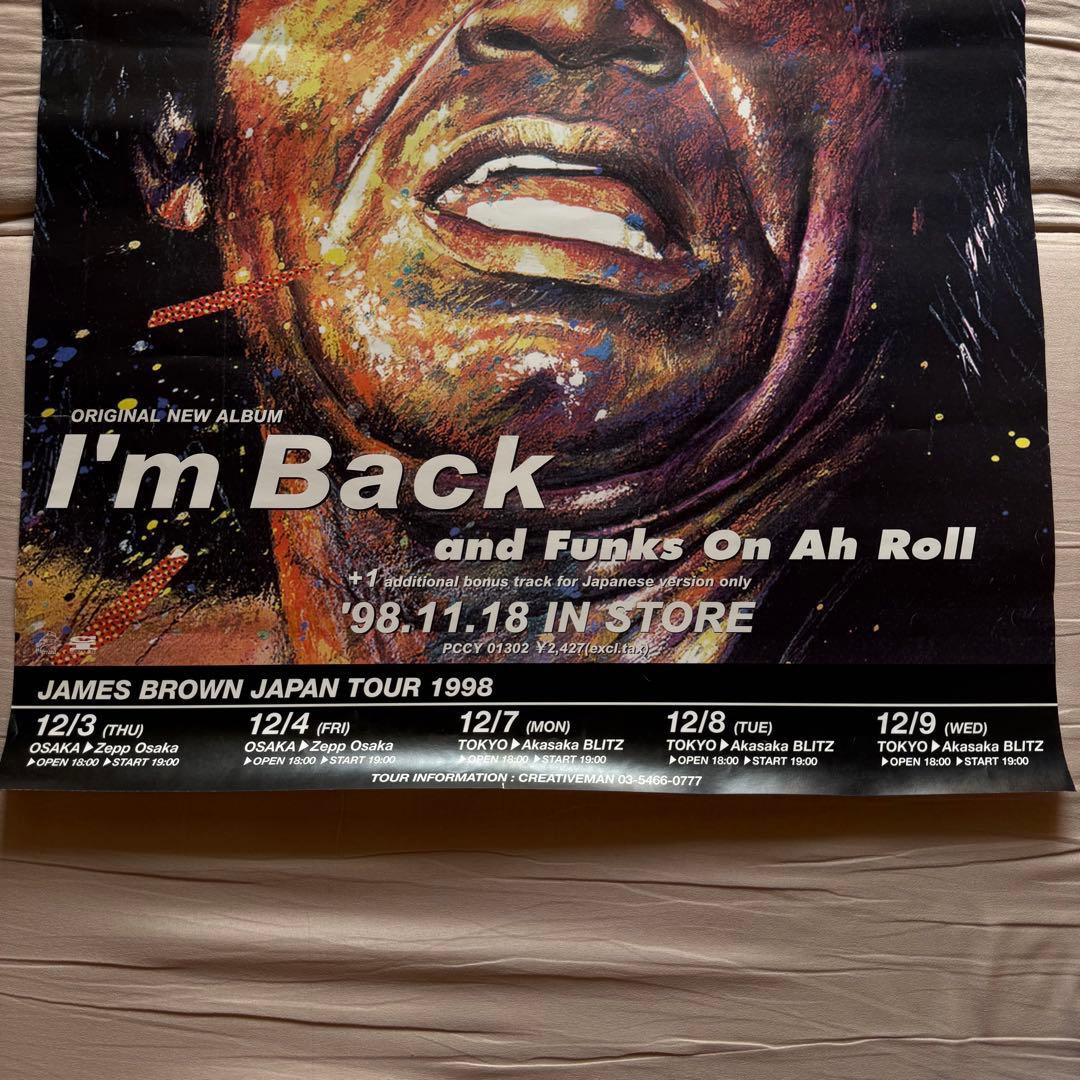 ORIGINAL NEW ALBUM
I'm Back
and Funks On Ah Roll
+1 additional bonus track for Japanese version only
'98.11.18 IN STORE
PCCY 01302 ¥2,427(excl.tax)
JAMES BROWN JAPAN TOUR 1998
12/3 (THU)
OSAKA▶Zepp Osaka
▶OPEN 18:00 ▶START 19:00
12/4 (FRI)
OSAKA▶Zepp Osaka
▶OPEN 18:00 ▶START 19:00
12/7 (MON)
TOKYO▶Akasaka BLITZ
▶OPEN 18:00 ▶START 19:00
12/8 (TUE)
TOKYO▶Akasaka BLITZ
▶OPEN 18:00 ▶START 19:00
12/9 (WED)
TOKYO▶Akasaka BLITZ
▶OPEN 18:00 ▶START 19:00
TOUR INFORMATION : CREATIVEMAN 03-5466-0777